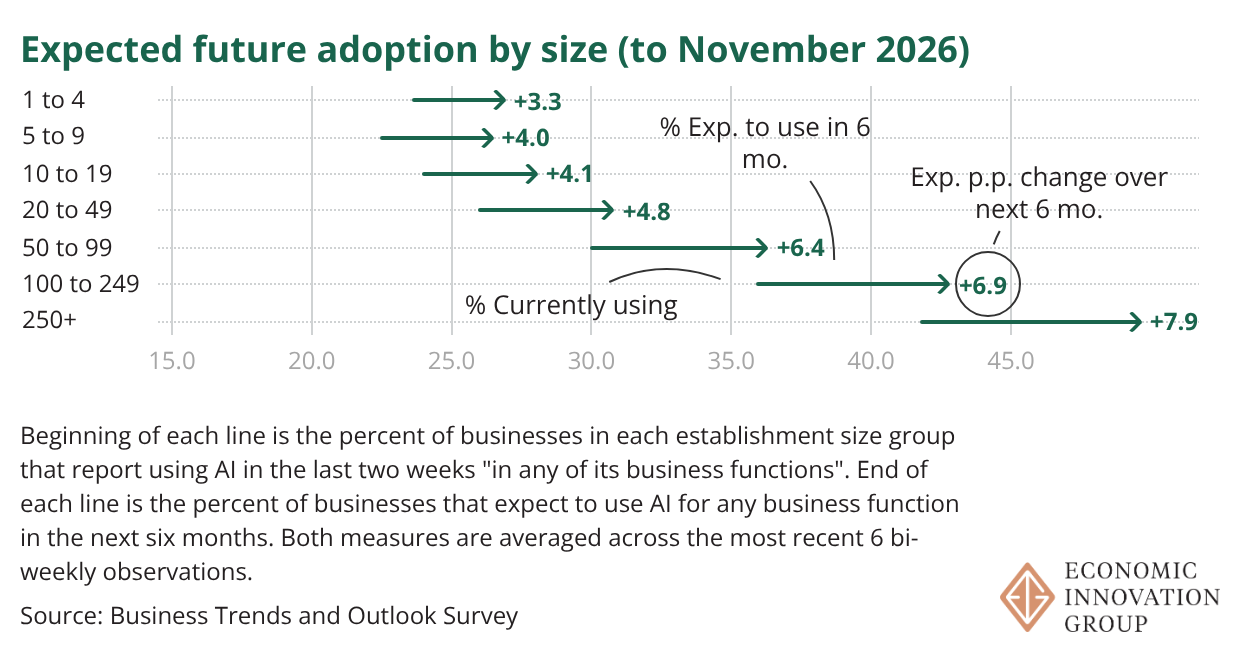 Expected future adoption by size (to November 2026)
1 to 4 +3.3
5 to 9 +4.0
% Exp. to use in 6
mo.
10 to 19 +4.1
Exp. p.p. change over
next 6 mo.
20 to 49 +4.8
50 to 99 +6.4
100 to 249 +6.9
% Currently using
250+ +7.9
15.0 20.0 25.0 30.0 35.0 40.0 45.0
Beginning of each line is the percent of businesses in each establishment size group
that report using AI in the last two weeks "in any of its business functions". End of
each line is the percent of businesses that expect to use AI for any business function
in the next six months. Both measures are averaged across the most recent 6 bi-
weekly observations.
Source: Business Trends and Outlook Survey
ECONOMIC
INNOVATION
GROUP